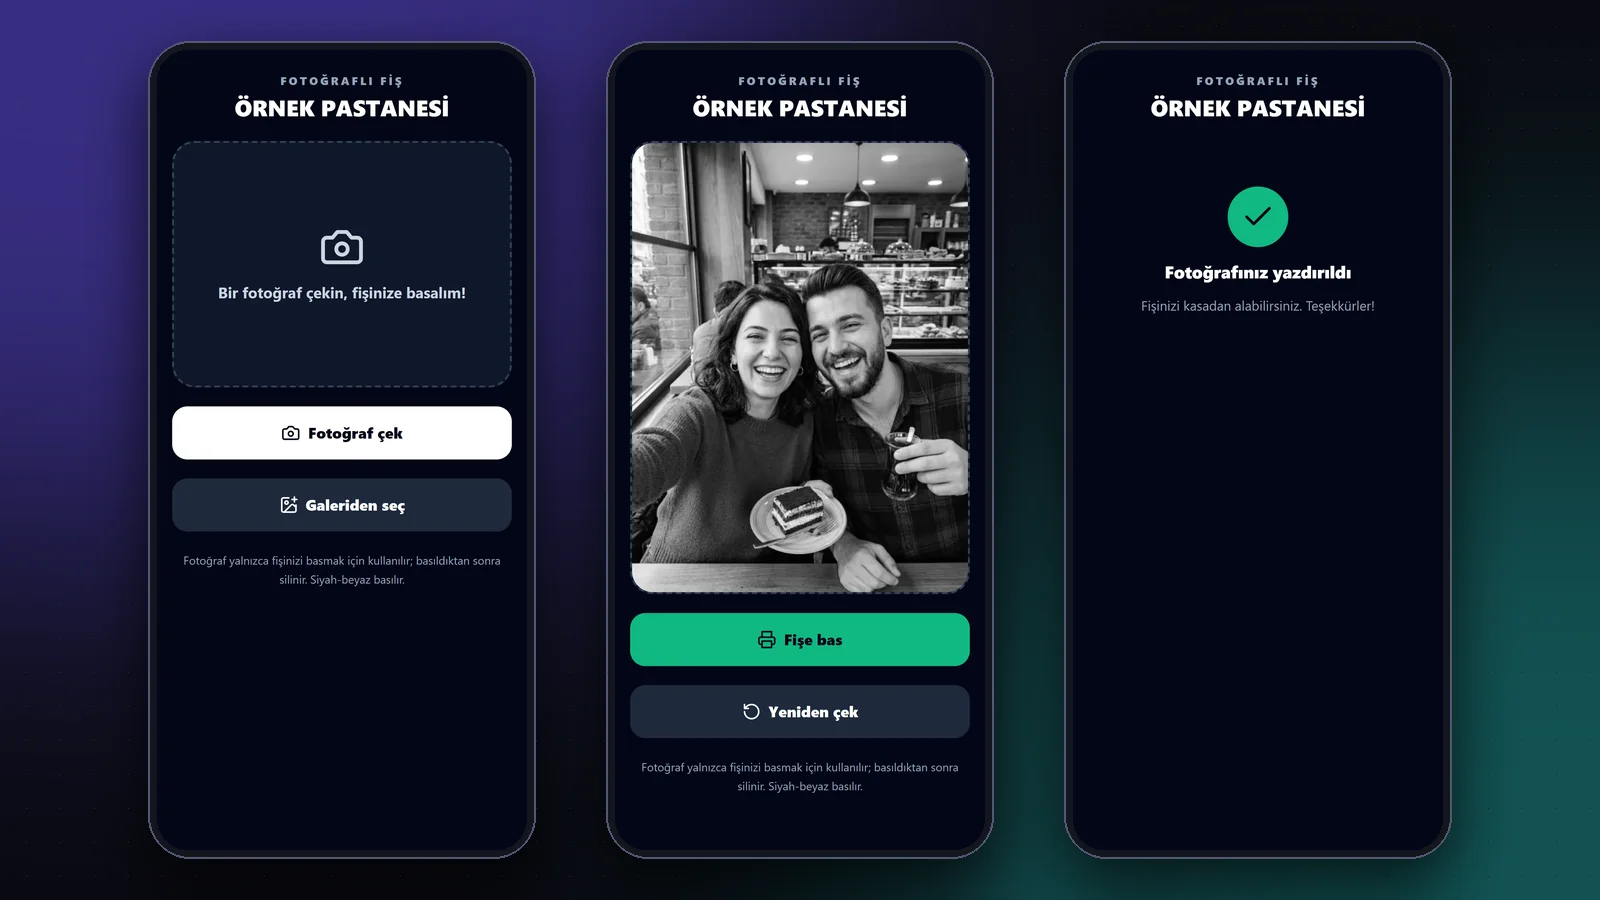 FOTOĞRAFLI FİŞ
ÖRNEK PASTANESİ
Bir fotoğraf çekin, fişinize basalım!
Fotoğraf çek
Galeriden seç
Fotoğraf yalnızca fişinizi basmak için kullanılır; basıldıktan sonra
silinir. Siyah-beyaz basılır.
FOTOĞRAFLI FİŞ
ÖRNEK PASTANESİ
Fişe bas
Yeniden çek
Fotoğraf yalnızca fişinizi basmak için kullanılır; basıldıktan sonra
silinir. Siyah-beyaz basılır.
FOTOĞRAFLI FİŞ
ÖRNEK PASTANESİ
Fotoğrafınız yazdırıldı
Fişinizi kasadan alabilirsiniz. Teşekkürler!